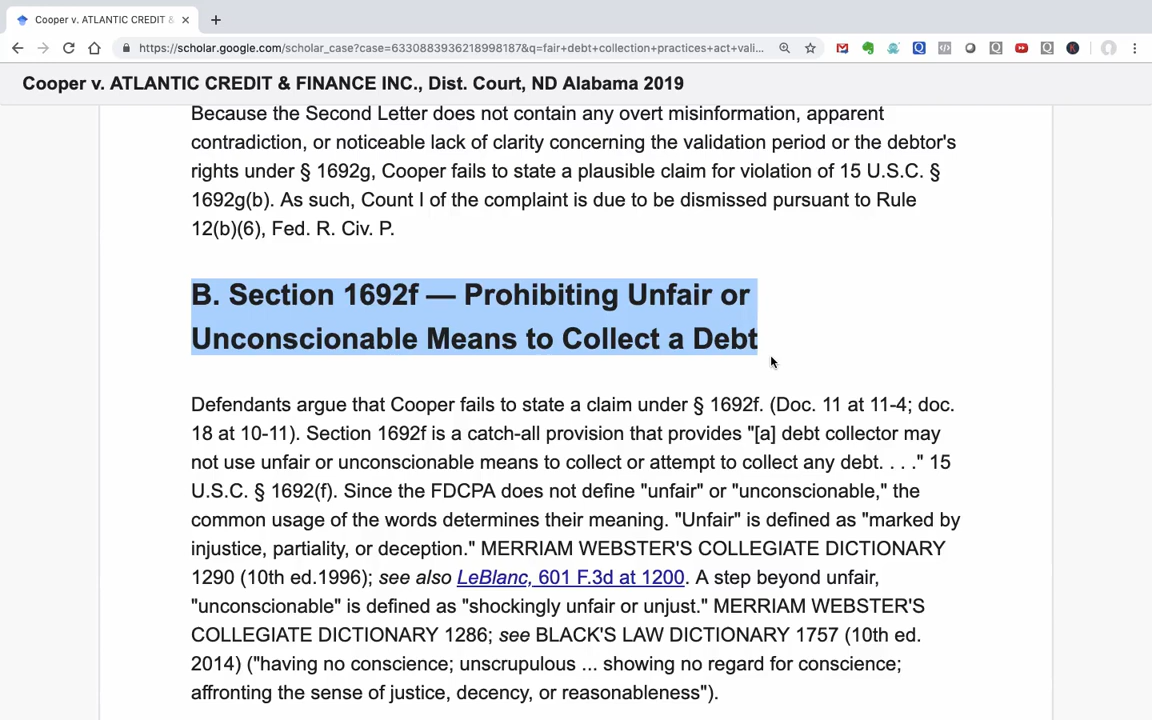 Cooper v. ATLANTIC CREDIT &
https://scholar.google.com/scholar_case?case=6330883936218998187&q=fair+debt+collection+practices+act+vali...
Cooper v. ATLANTIC CREDIT & FINANCE INC., Dist. Court, ND Alabama 2019
Because the Second Letter does not contain any overt misinformation, apparent
contradiction, or noticeable lack of clarity concerning the validation period or the debtor's
rights under § 1692g, Cooper fails to state a plausible claim for violation of 15 U.S.C. §
1692g(b). As such, Count I of the complaint is due to be dismissed pursuant to Rule
12(b)(6), Fed. R. Civ. P.
B. Section 1692f — Prohibiting Unfair or
Unconscionable Means to Collect a Debt
Defendants argue that Cooper fails to state a claim under § 1692f. (Doc. 11 at 11-4; doc.
18 at 10-11). Section 1692f is a catch-all provision that provides "[a] debt collector may
not use unfair or unconscionable means to collect or attempt to collect any debt. . . ." 15
U.S.C. § 1692(f). Since the FDCPA does not define "unfair" or "unconscionable," the
common usage of the words determines their meaning. "Unfair" is defined as "marked by
injustice, partiality, or deception." MERRIAM WEBSTER'S COLLEGIATE DICTIONARY
1290 (10th ed.1996); see also LeBlanc, 601 F.3d at 1200. A step beyond unfair,
"unconscionable" is defined as "shockingly unfair or unjust." MERRIAM WEBSTER'S
COLLEGIATE DICTIONARY 1286; see BLACK'S LAW DICTIONARY 1757 (10th ed.
2014) ("having no conscience; unscrupulous ... showing no regard for conscience;
affronting the sense of justice, decency, or reasonableness").